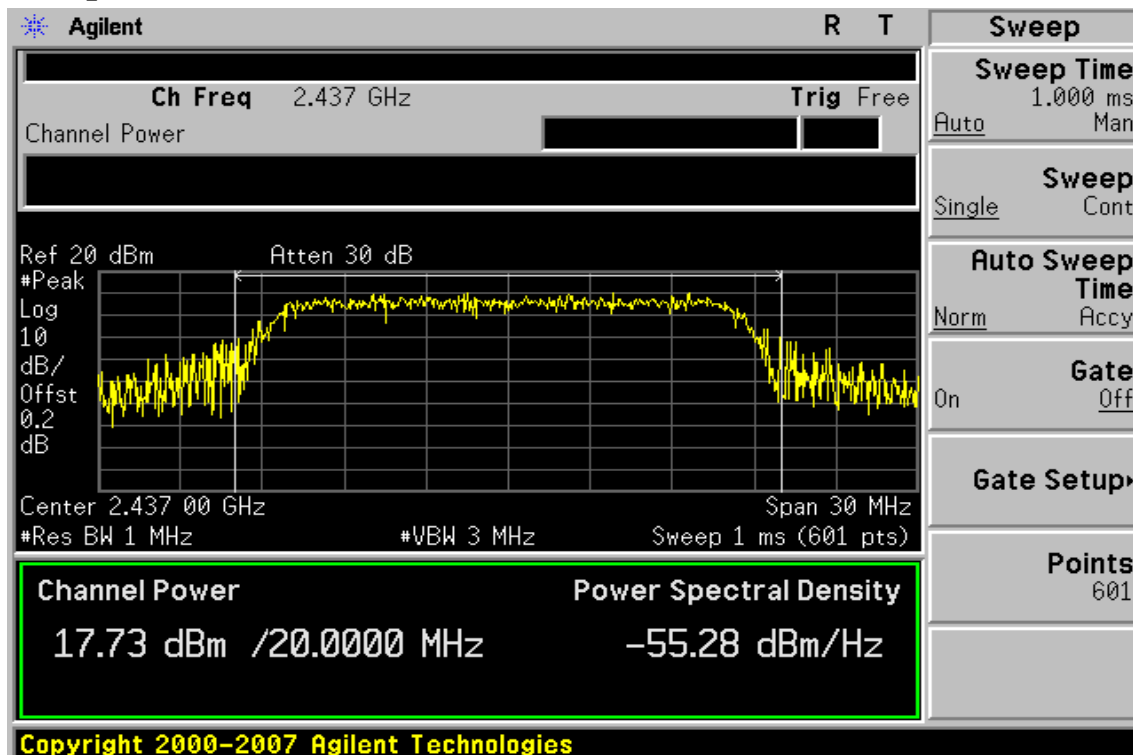 Agilent R T
Ch Freq 2.437 GHz Trig Free
Channel Power
Ref 20 dBm Atten 30 dB
#Peak
Log
10
dB/
Offst
0.2
dB
Center 2.437 00 GHz Span 30 MHz
#Res BW 1 MHz #VBW 3 MHz Sweep 1 ms (601 pts)
Channel Power Power Spectral Density
17.73 dBm /20.0000 MHz -55.28 dBm/Hz
Copyright 2000-2007 Agilent Technologies
Sweep
Sweep Time
1.000 ms
Auto Man
Sweep
Single Cont
Auto Sweep
Time
Norm Accy
Gate
On Off
Gate Setup
Points
601